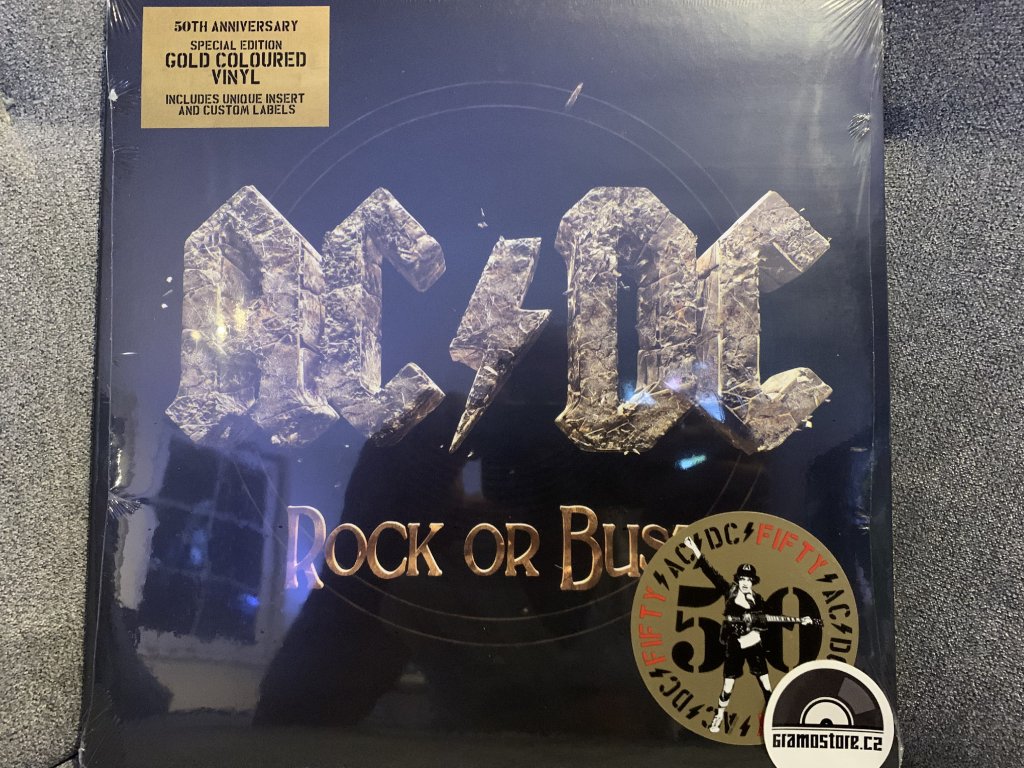 50TH ANNIVERSARY
SPECIAL EDITION
GOLD COLOURED
VINYL
INCLUDES UNIQUE INSERT
AND CUSTOM LABELS
AC/DC
ROCK OR BUS
FIFTY AC/DC FIFTY AC/DC
AC/DC
50
GRAMOSTORE.CZ